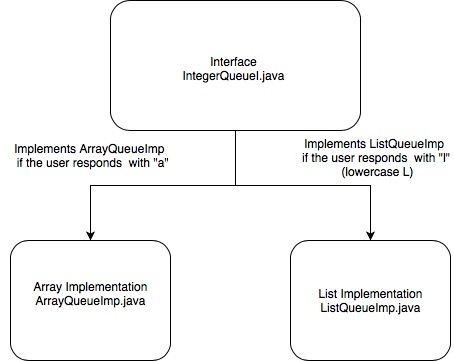 Interface
IntegerQueueI.java
Implements ArrayQueueImp
if the user responds  with "a"
Implements ListQueueImp
if the user responds  with "l"
(lowercase L)
Array Implementation
ArrayQueueImp.java
List Implementation
ListQueueImp.java